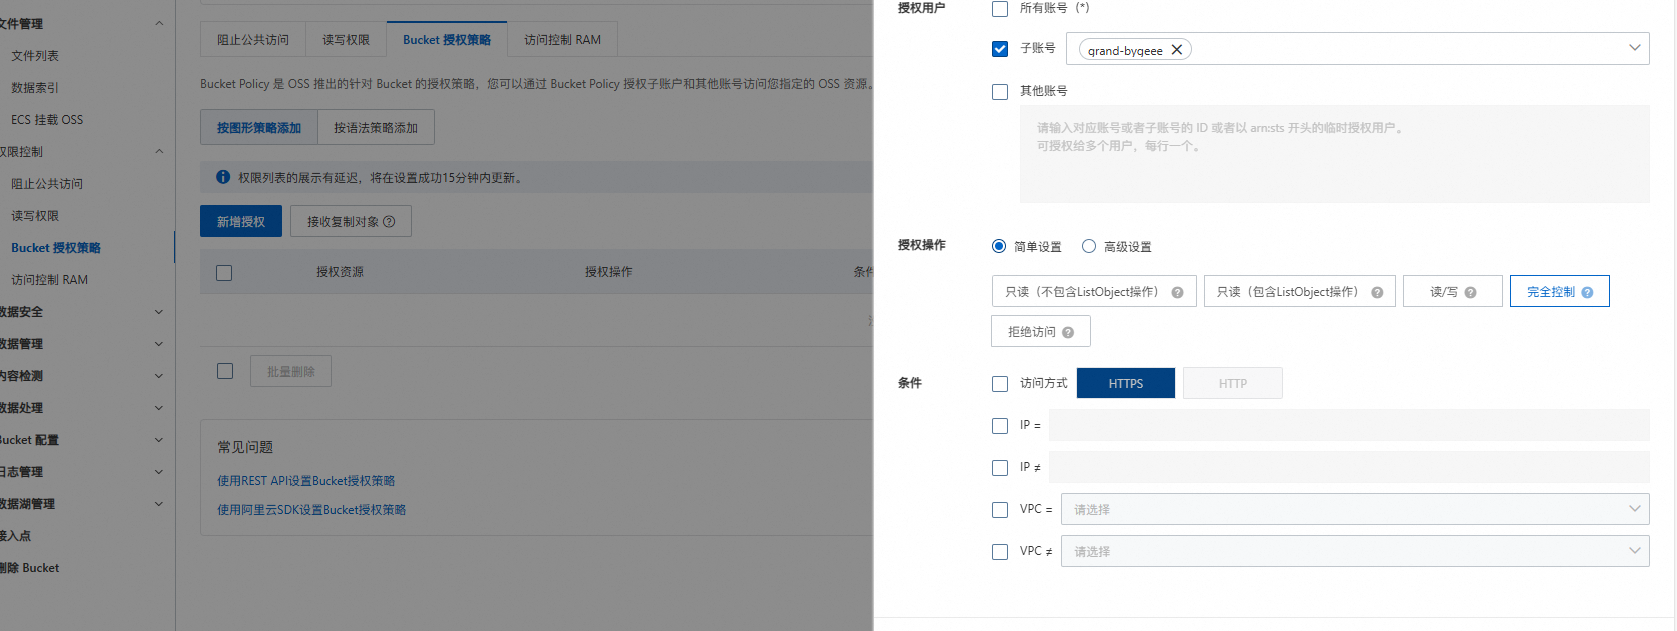 文件管理
文件列表
数据索引
ECS 挂载 OSS
权限控制
阻止公共访问
读写权限
Bucket 授权策略
访问控制 RAM
数据安全
数据管理
内容检测
数据处理
Bucket 配置
日志管理
数据湖管理
接入点
删除 Bucket
阻止公共访问 读写权限 Bucket 授权策略 访问控制 RAM
Bucket Policy 是 OSS 推出的针对 Bucket 的授权策略，您可以通过 Bucket Policy 授权子账户和其他账号访问您指定的 OSS 资源。
按图形策略添加 按语法策略添加
权限列表的展示有延迟，将在设置成功15分钟内更新。
新增授权 接收复制对象
授权资源 授权操作 条件
批量删除
常见问题
使用REST API设置Bucket授权策略
使用阿里云SDK设置Bucket授权策略
授权用户 所有账号（*）
子账号 grand-bygeee
其他账号
请输入对应账号或者子账号的 ID 或者以 arn:sts 开头的临时授权用户。
可授权给多个用户，每行一个。
授权操作 简单设置 高级设置
只读（不包含ListObject操作） 只读（包含ListObject操作） 读/写 完全控制
拒绝访问
条件 访问方式 HTTPS HTTP
IP =
IP ≠
VPC = 请选择
VPC ≠ 请选择